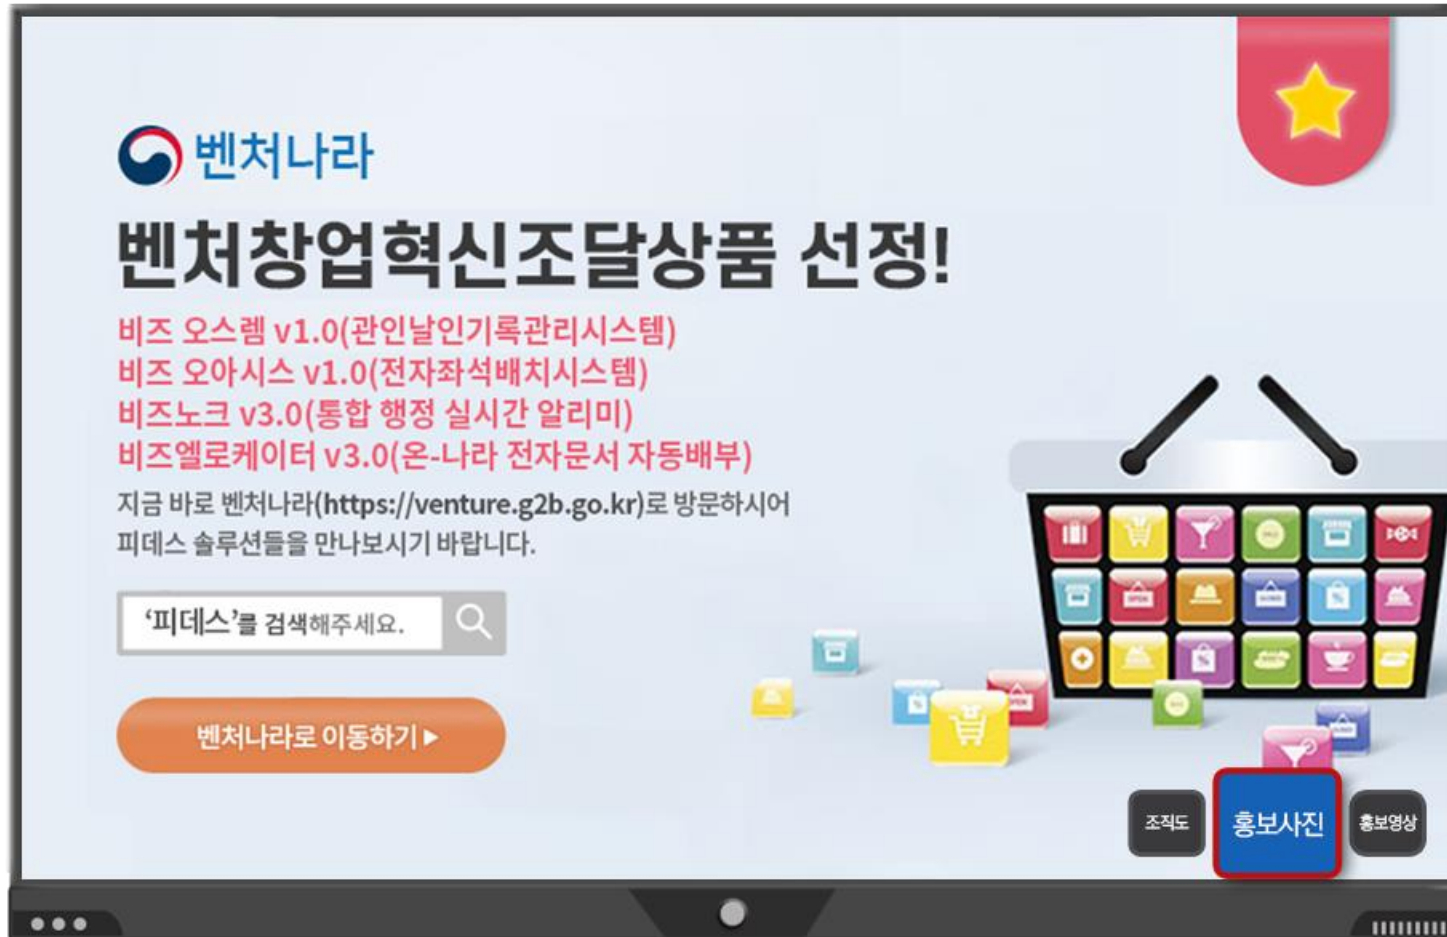 벤처나라
벤처창업혁신조달상품 선정!
비즈 오스렘 v1.0(관인날인기록관리시스템)
비즈 오아시스 v1.0(전자좌석배치시스템)
비즈노크 v3.0(통합 행정 실시간 알리미)
비즈엘로케이터 v3.0(온-나라 전자문서 자동배부)
지금 바로 벤처나라(https://venture.g2b.go.kr)로 방문하시어
피데스 솔루션들을 만나보시기 바랍니다.
‘피데스’를 검색해주세요.
벤처나라로 이동하기▶
조직도 홍보사진 홍보영상